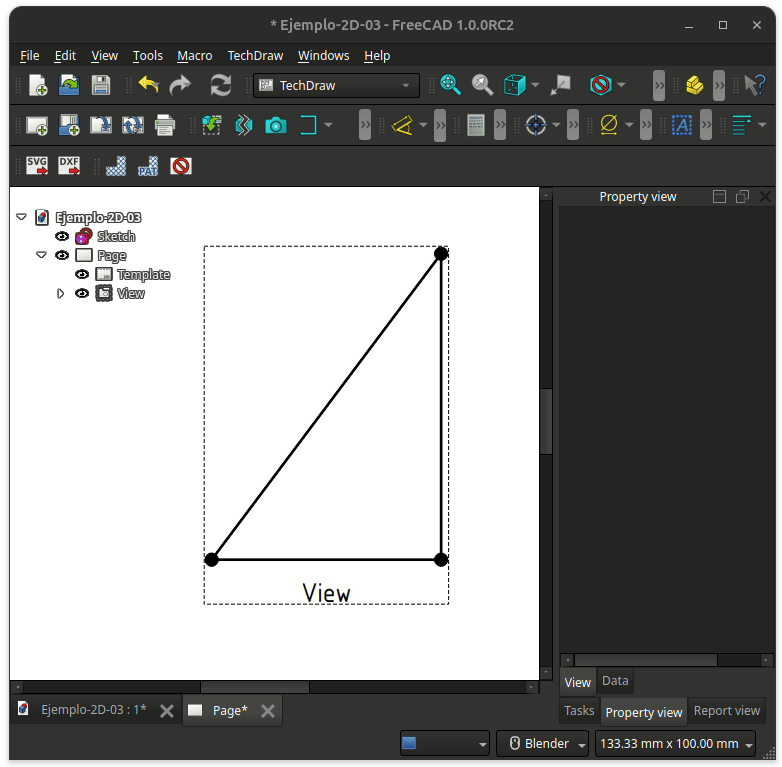 * Ejemplo-2D-03 - FreeCAD 1.0.0RC2
File Edit View Tools Macro TechDraw Windows Help
TechDraw
SVG DXF PAT
Property view
Ejemplo-2D-03
Sketch
Page
Template
View
View
View Data
Ejemplo-2D-03 : 1* Page*
Tasks Property view Report view
Blender 133.33 mm x 100.00 mm